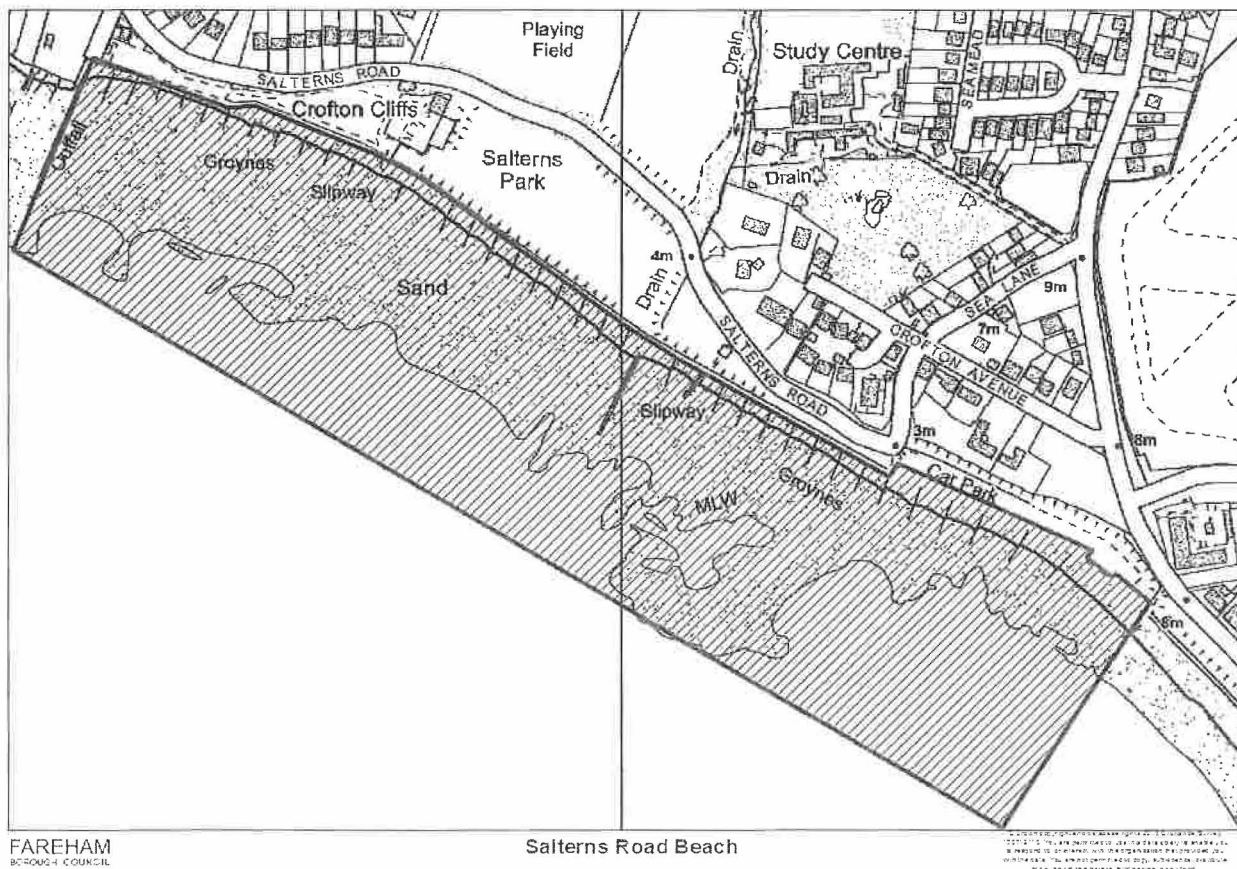 Playing
Field
Drain
Study Centre
SEAMEAD
SALTERNS ROAD
Crofton Cliffs
Outfall
Groynes
Slipway
Salterns
Park
Drain
4m
Drain
Sand
SALTERNS ROAD
SEA LANE
9m
7m
CROFTON AVENUE
Slipway
3m
8m
Groynes
Car Park
MLW
8m
FAREHAM
BOROUGH COUNCIL
Salterns Road Beach